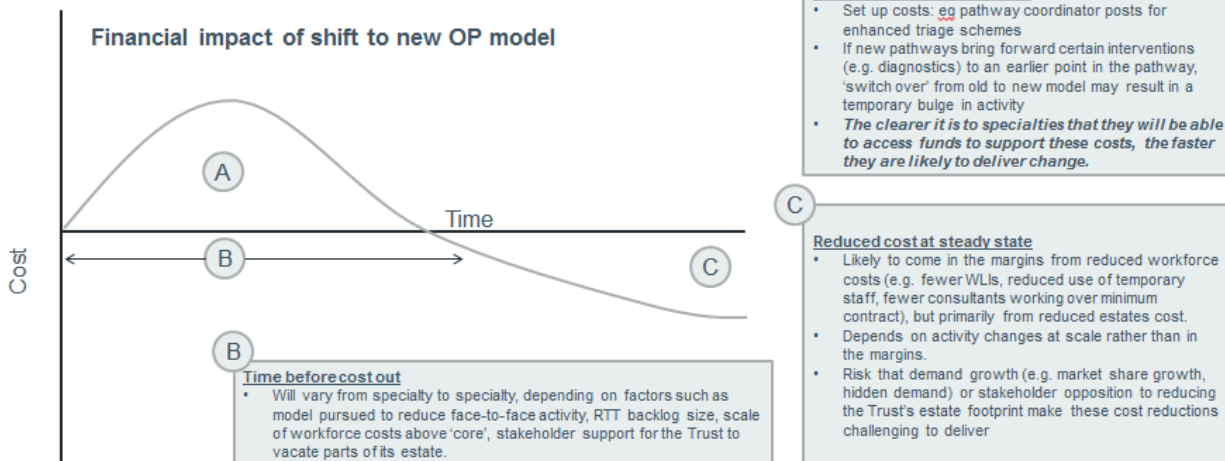 Financial impact of shift to new OP model
A
Time
Cost
B
C
• Set up costs: eg pathway coordinator posts for
enhanced triage schemes
• If new pathways bring forward certain interventions
(e.g. diagnostics) to an earlier point in the pathway,
‘switch over’ from old to new model may result in a
temporary bulge in activity
• The clearer it is to specialties that they will be able
to access funds to support these costs, the faster
they are likely to deliver change.
B
Time before cost out
• Will vary from specialty to specialty, depending on factors such as
model pursued to reduce face-to-face activity, RTT backlog size, scale
of workforce costs above ‘core’, stakeholder support for the Trust to
vacate parts of its estate.
C
Reduced cost at steady state
• Likely to come in the margins from reduced workforce
costs (e.g. fewer WLIs, reduced use of temporary
staff, fewer consultants working over minimum
contract), but primarily from reduced estates cost.
• Depends on activity changes at scale rather than in
the margins.
• Risk that demand growth (e.g. market share growth,
hidden demand) or stakeholder opposition to reducing
the Trust's estate footprint make these cost reductions
challenging to deliver